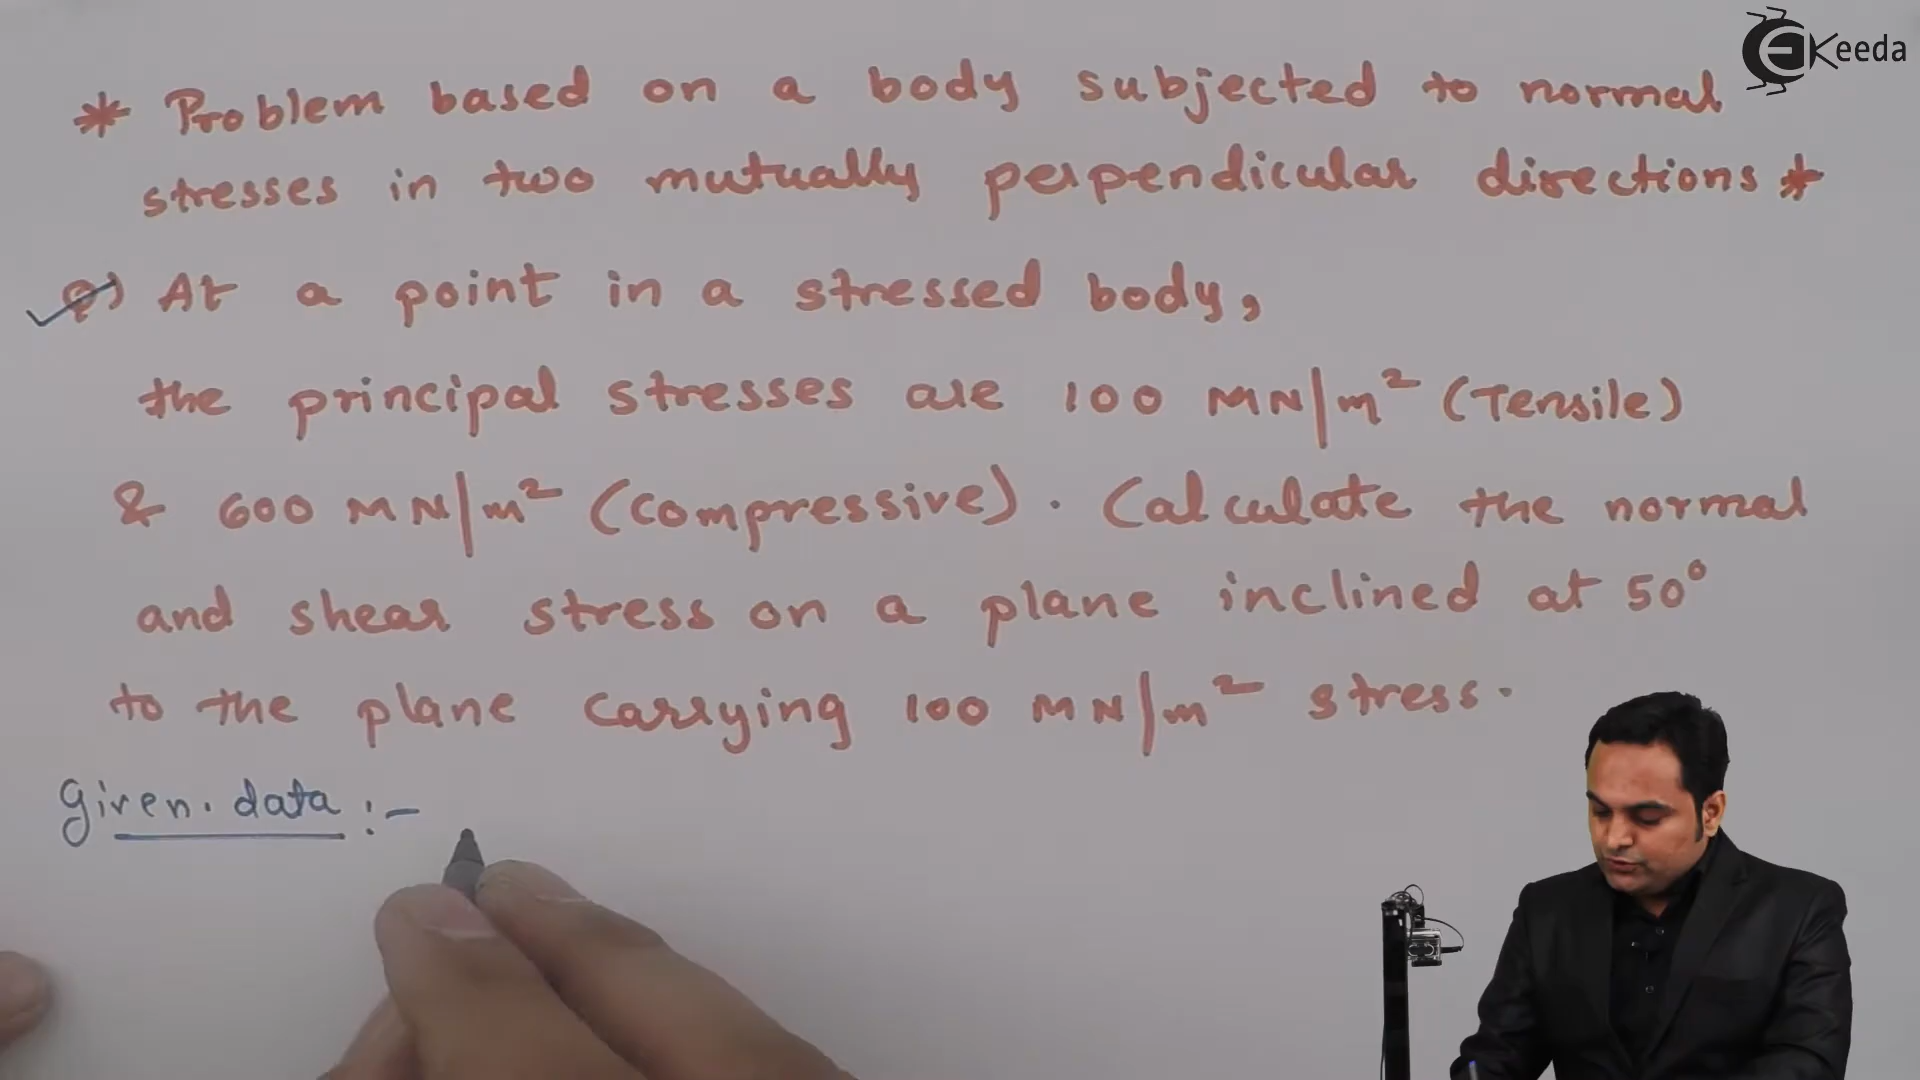 Keeda
* Problem based on a body subjected to normal
stresses in two mutually perpendicular directions *
Q) At a point in a stressed body,
the principal stresses are 100 MN/m² (Tensile)
& 600 MN/m² (compressive). Calculate the normal
and shear stress on a plane inclined at 50°
to the plane carrying 100 MN/m² stress.
Given data :-